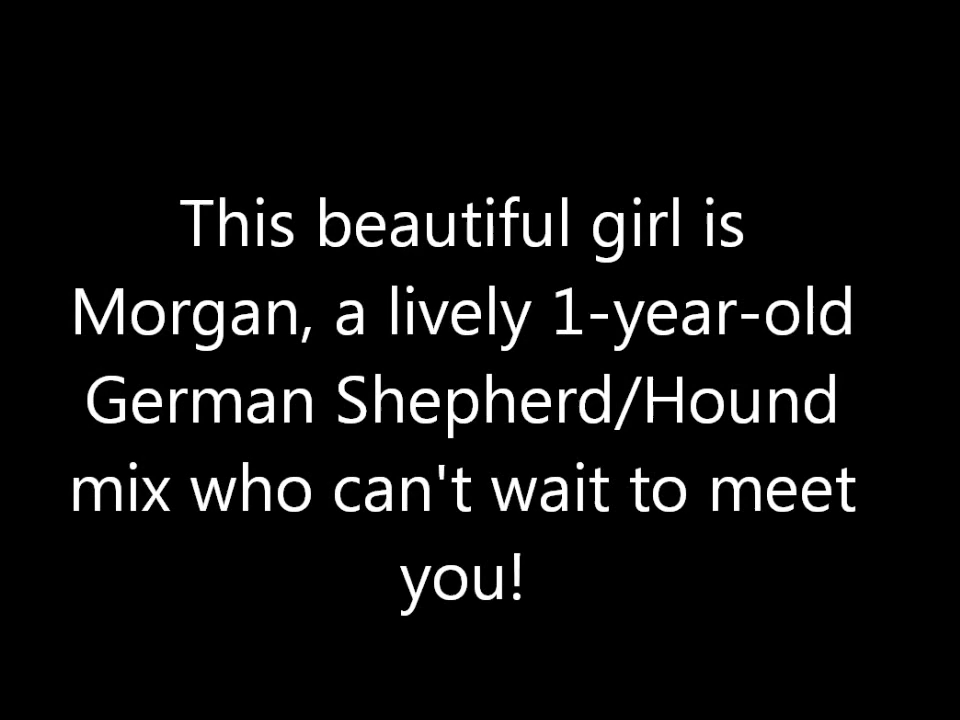 This beautiful girl is
Morgan, a lively 1-year-old
German Shepherd/Hound
mix who can't wait to meet
you!